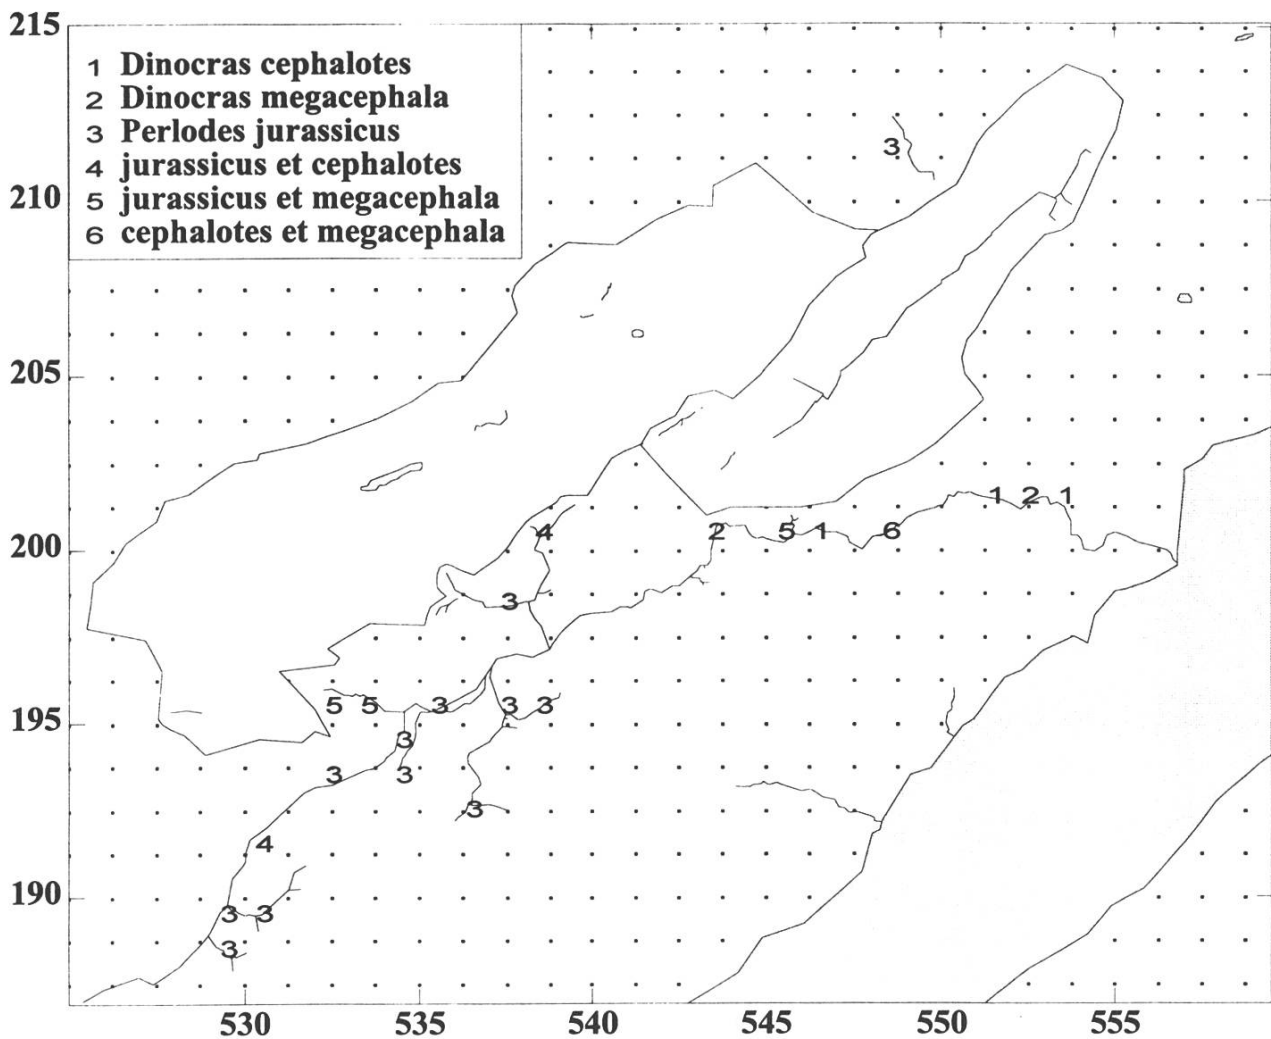 215
1 Dinocras cephalotes
2 Dinocras megacephala
3 Perlodes jurassicus
4 jurassicus et cephalotes
5 jurassicus et megacephala
6 cephalotes et megacephala
3
210
205
1 2 1
4 2 5 1 6
200
3
5 5 3 3 3
195
3
3 3
3
4
190
3 3
3
530 535 540 545 550 555